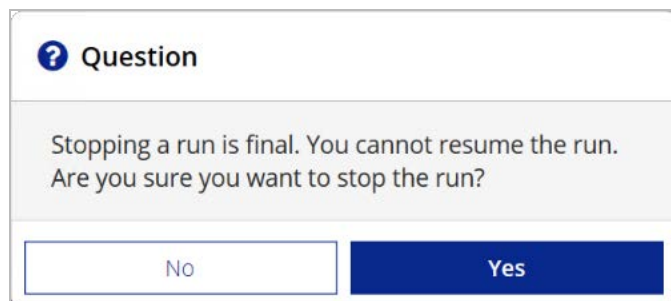 Question
Stopping a run is final. You cannot resume the run.
Are you sure you want to stop the run?
No
Yes